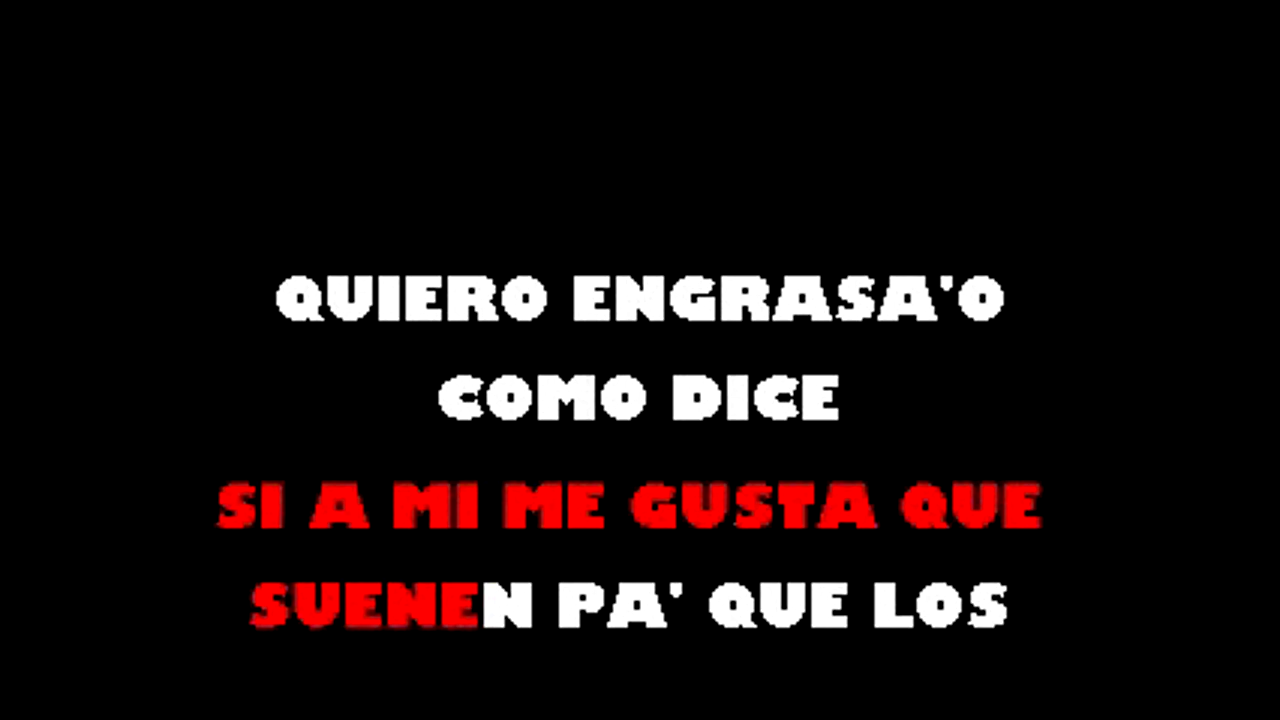 QUIERO ENGRASA'O
COMO DICE
SI A MI ME GUSTA QUE
SUENEN PA' QUE LOS